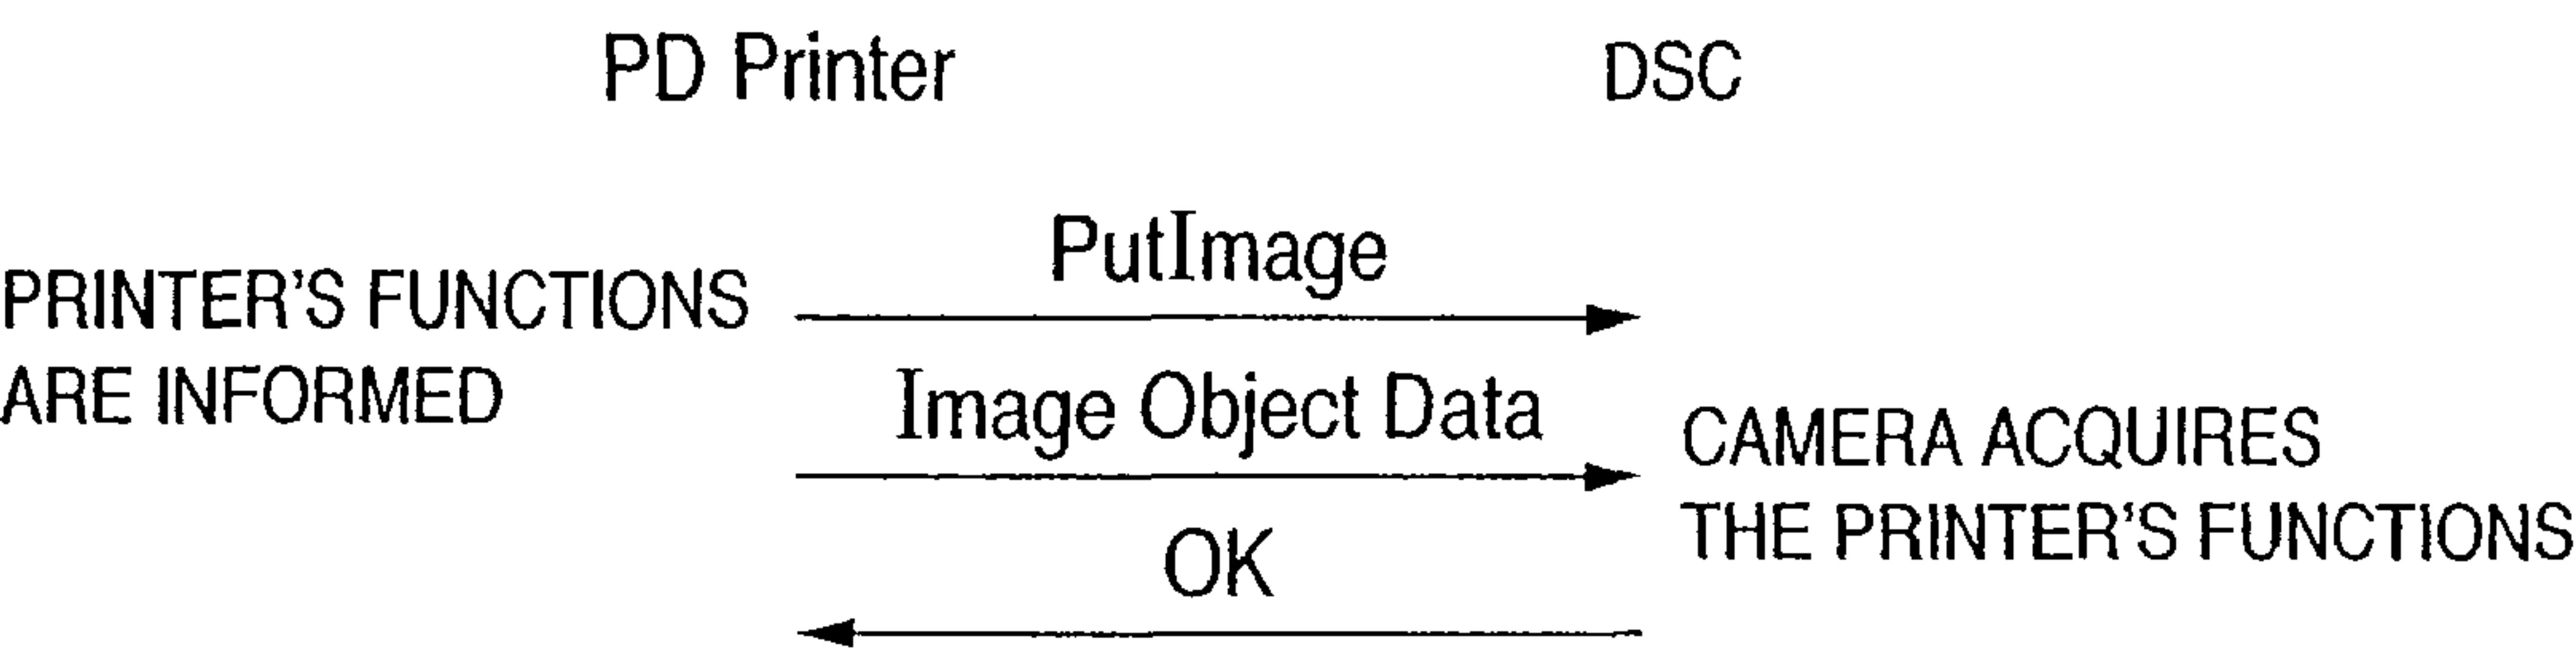 PD Printer
DSC
PutImage
PRINTER'S FUNCTIONS
ARE INFORMED
Image Object Data
CAMERA ACQUIRES
THE PRINTER'S FUNCTIONS
OK